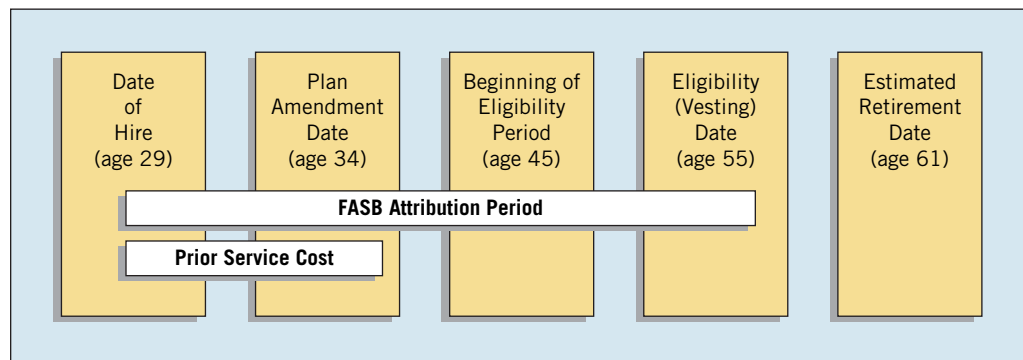 Date
of
Hire
(age 29)
Plan
Amendment
Date
(age 34)
Beginning of
Eligibility
Period
(age 45)
Eligibility
(Vesting)
Date
(age 55)
Estimated
Retirement
Date
(age 61)
FASB Attribution Period
Prior Service Cost